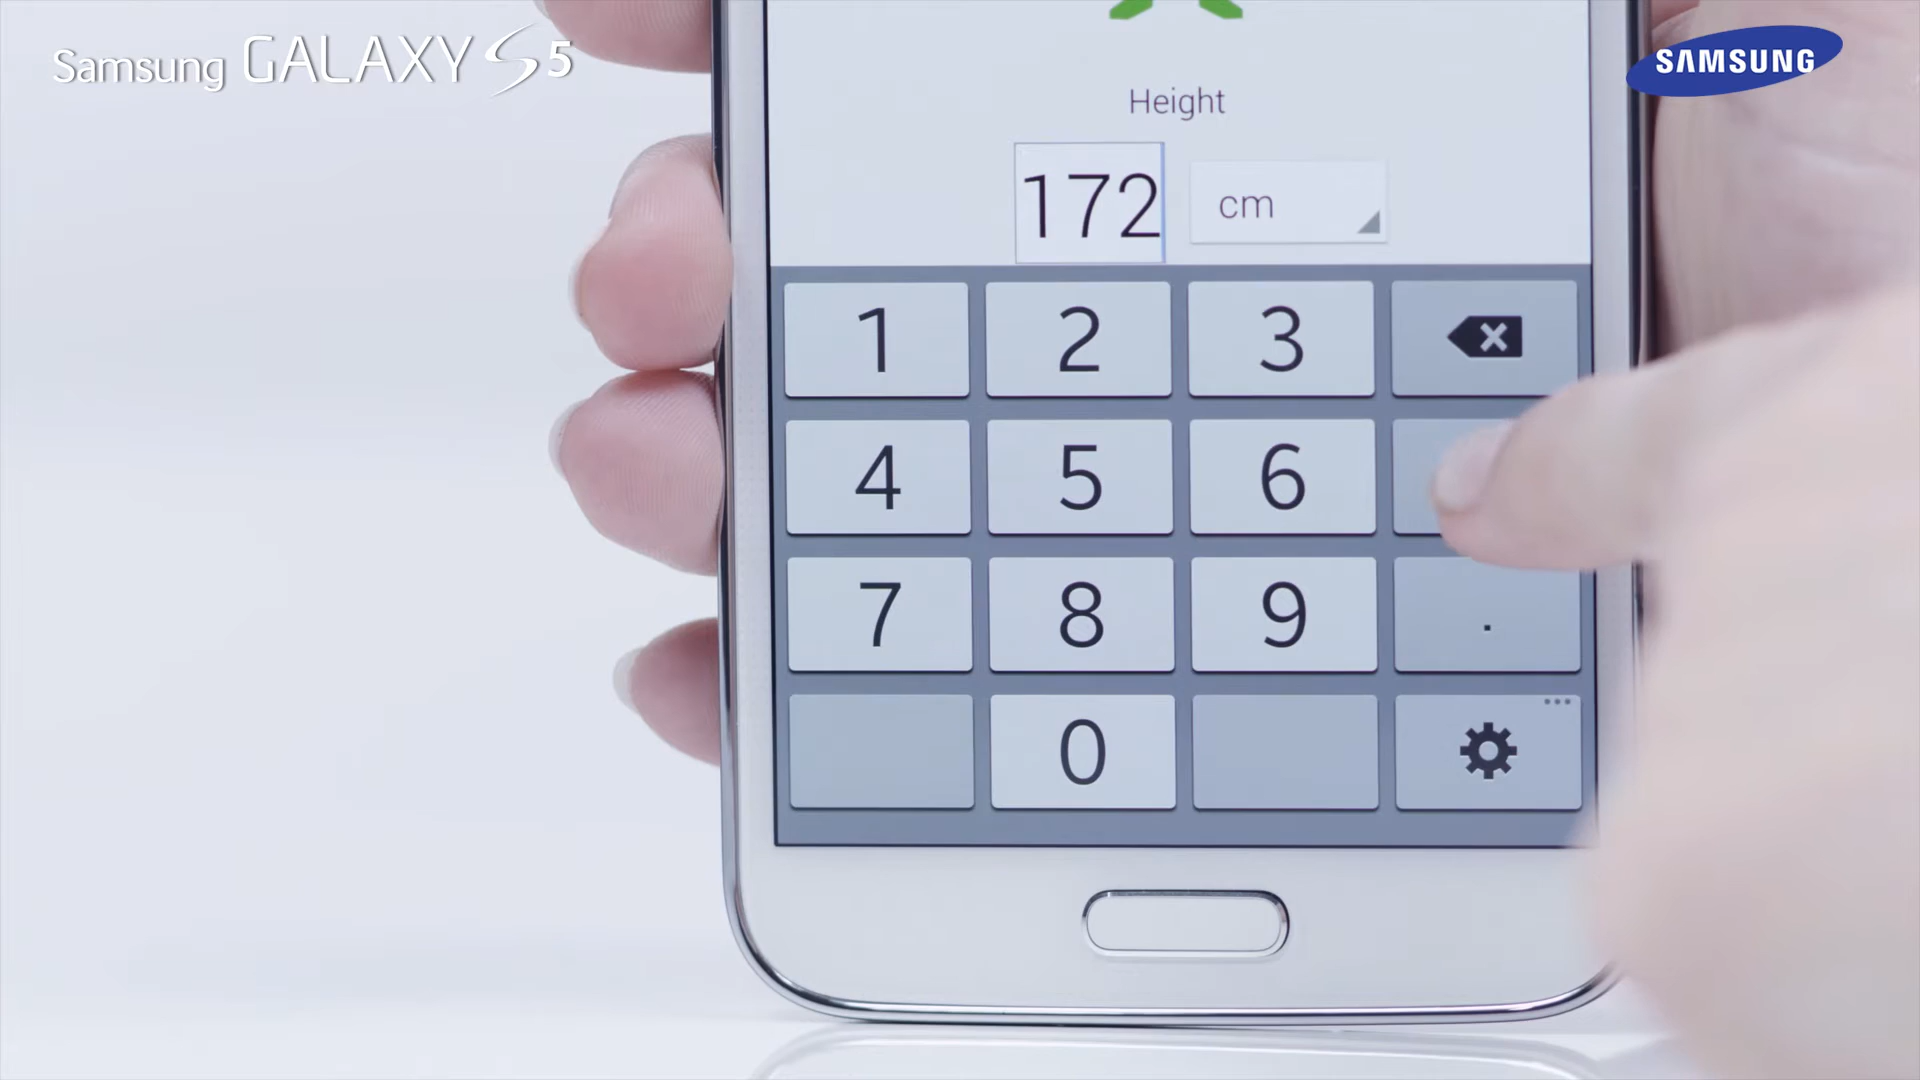 Samsung GALAXY S5
SAMSUNG
Height
172 cm
1 2 3
4 5 6
7 8 9 .
0